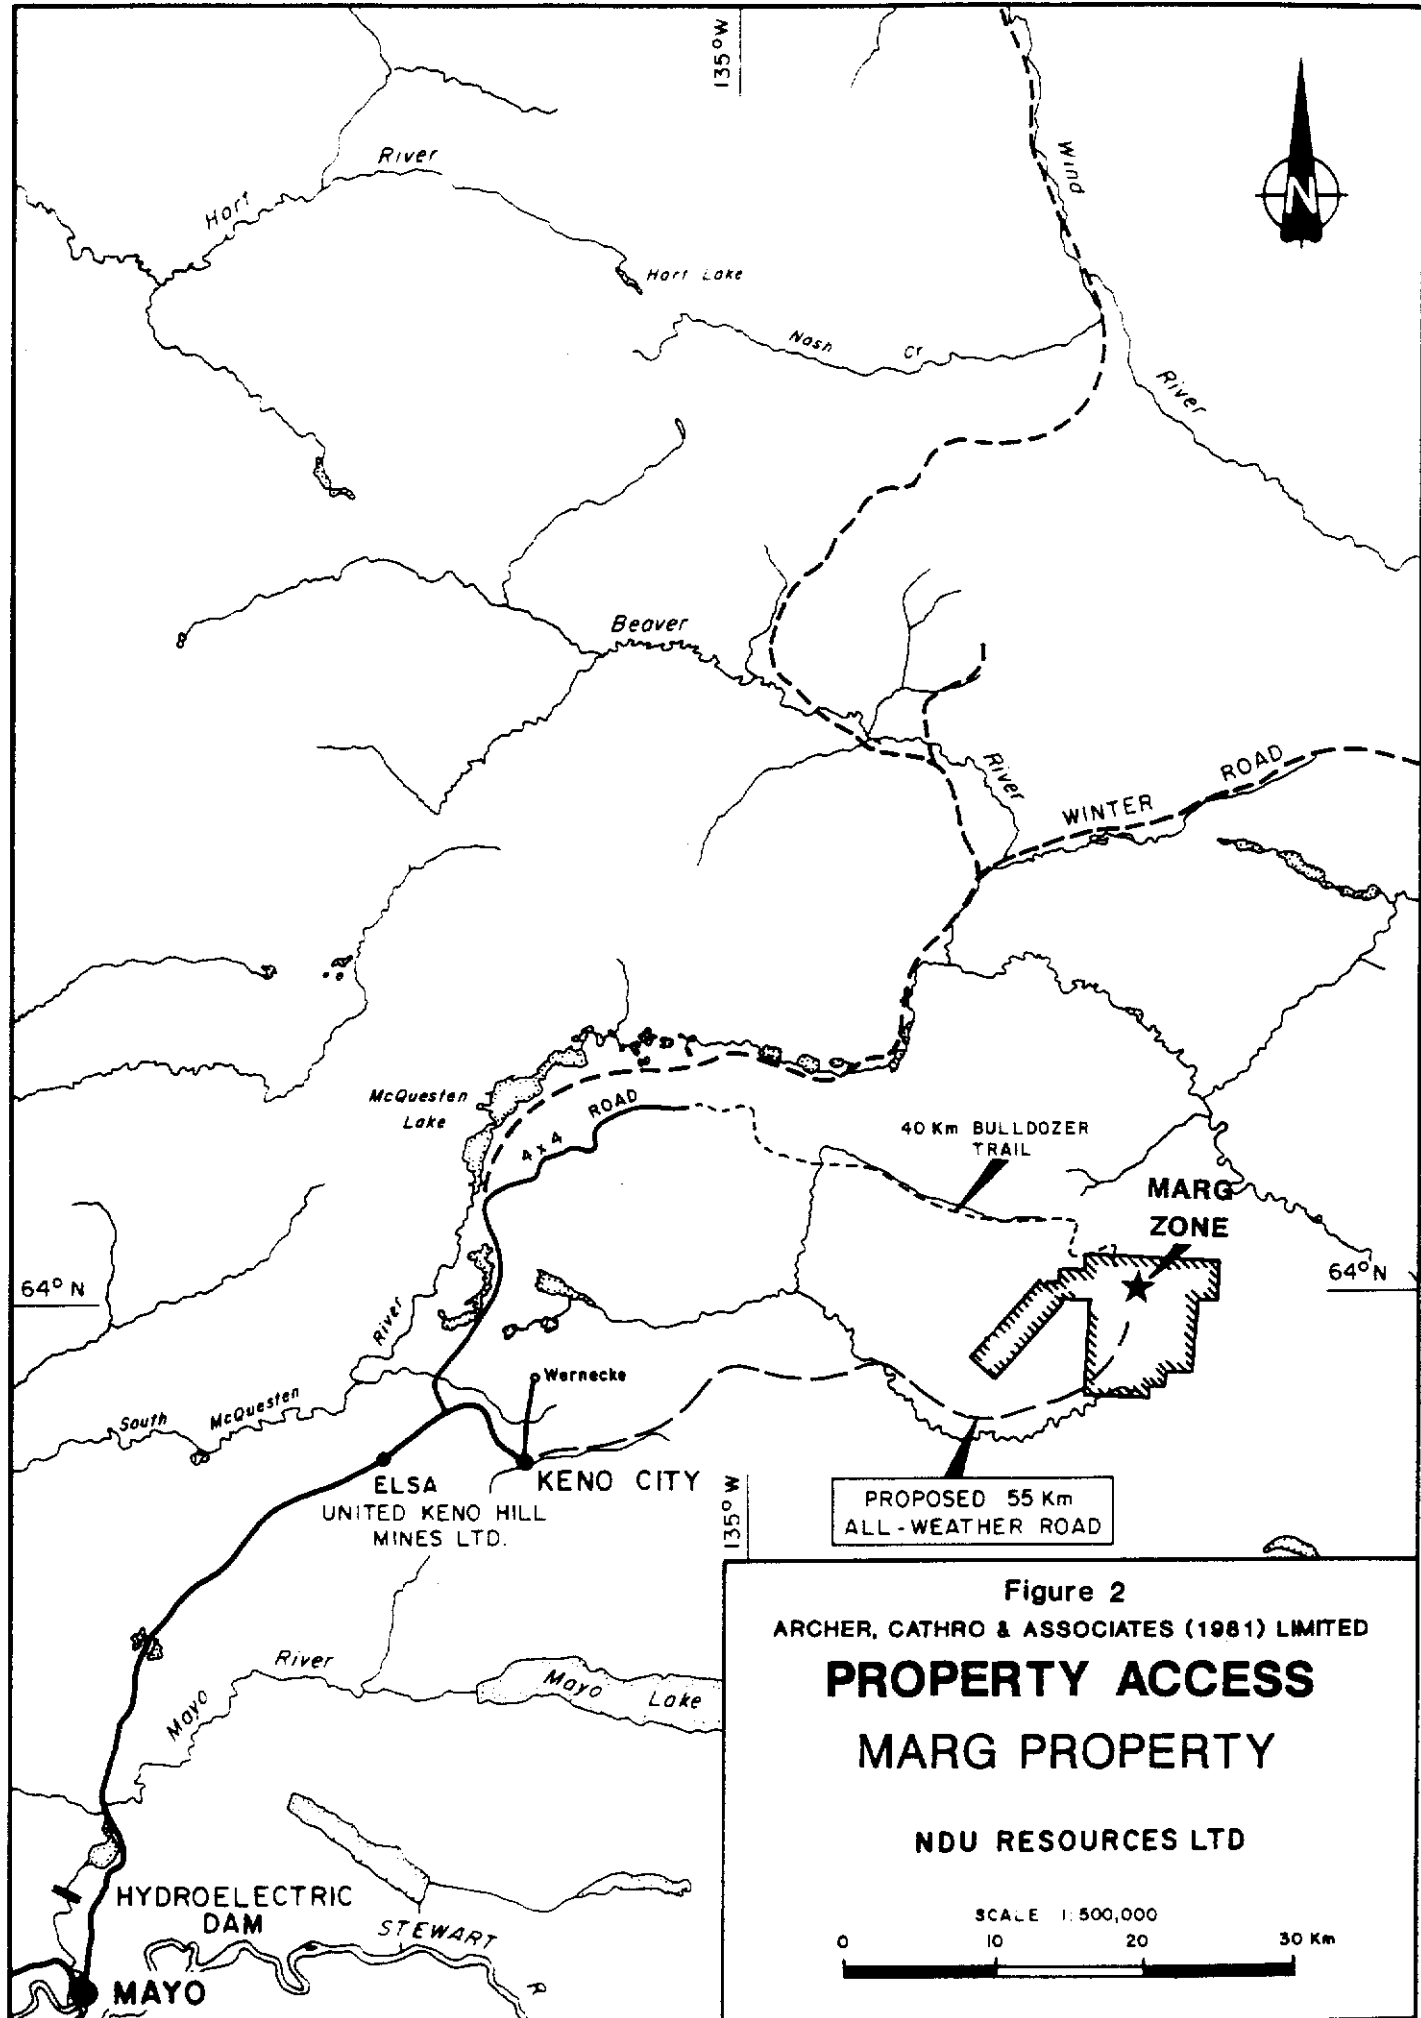 135°W
N
Wind
River
Hart
River
Hart Lake
Nash Cr
Beaver
River
WINTER ROAD
McQuesten
Lake
4 x 4 ROAD
40 Km BULLDOZER
TRAIL
MARG
ZONE
64° N
64° N
River
South McQuesten
Wernecke
ELSA
UNITED KENO HILL
MINES LTD.
KENO CITY
135° W
PROPOSED 55 Km
ALL-WEATHER ROAD
Mayo River
Mayo Lake
HYDROELECTRIC
DAM
STEWART R
MAYO
Figure 2
ARCHER, CATHRO & ASSOCIATES (1981) LIMITED
PROPERTY ACCESS
MARG PROPERTY
NDU RESOURCES LTD
SCALE 1:500,000
0 10 20 30 Km